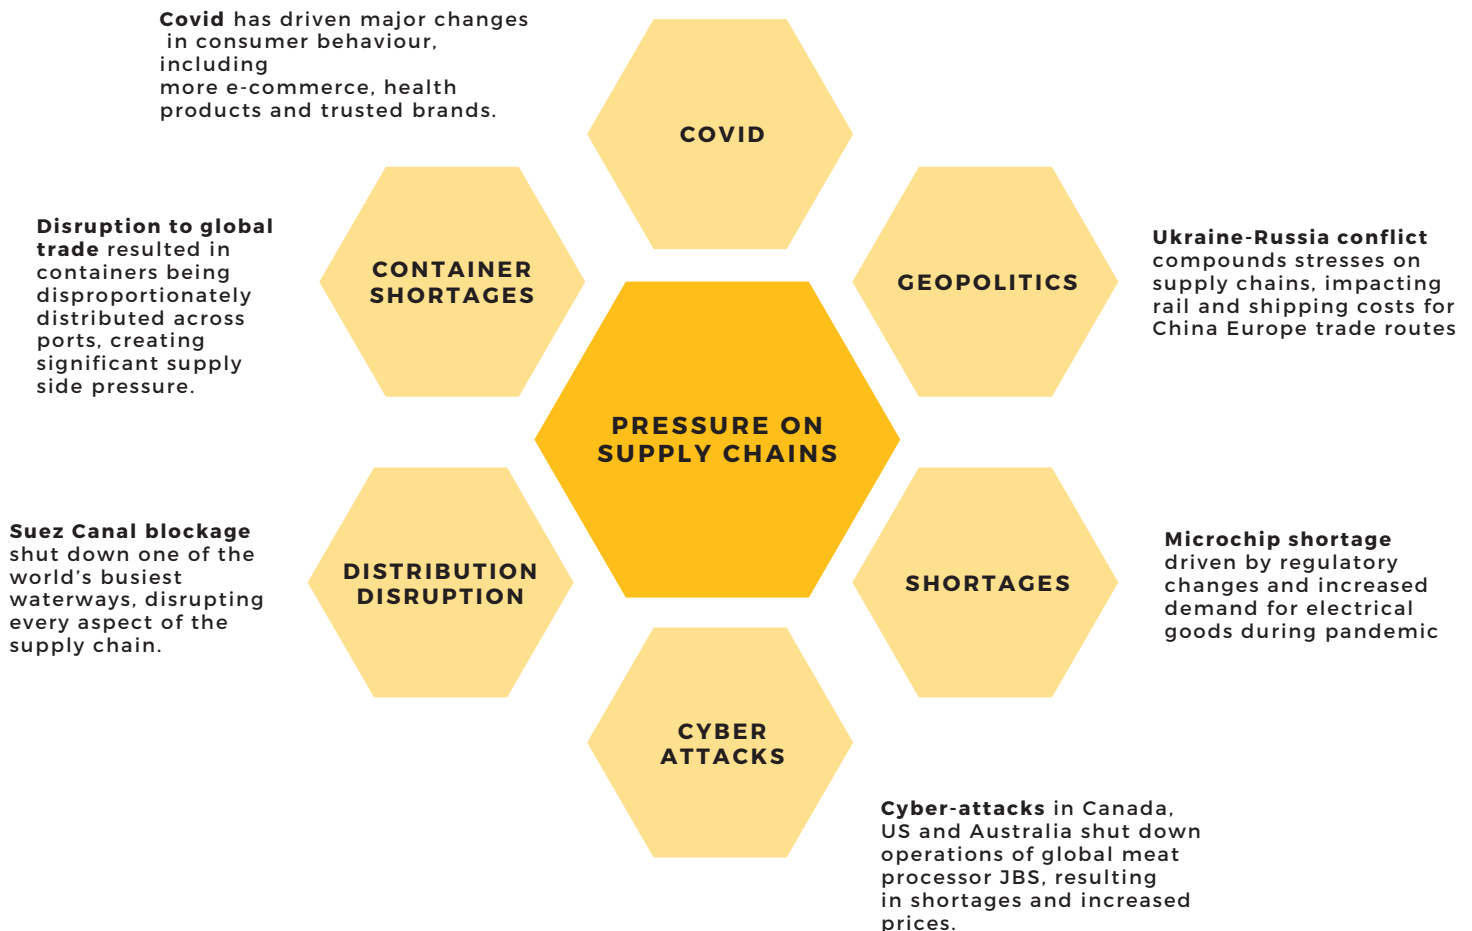 Covid has driven major changes
in consumer behaviour,
including
more e-commerce, health
products and trusted brands.
COVID
Disruption to global
trade resulted in
containers being
disproportionately
distributed across
ports, creating
significant supply
side pressure.
CONTAINER
SHORTAGES
GEOPOLITICS
Ukraine-Russia conflict
compounds stresses on
supply chains, impacting
rail and shipping costs for
China Europe trade routes
PRESSURE ON
SUPPLY CHAINS
Suez Canal blockage
shut down one of the
world's busiest
waterways, disrupting
every aspect of the
supply chain.
DISTRIBUTION
DISRUPTION
SHORTAGES
Microchip shortage
driven by regulatory
changes and increased
demand for electrical
goods during pandemic
CYBER
ATTACKS
Cyber-attacks in Canada,
US and Australia shut down
operations of global meat
processor JBS, resulting
in shortages and increased
prices.